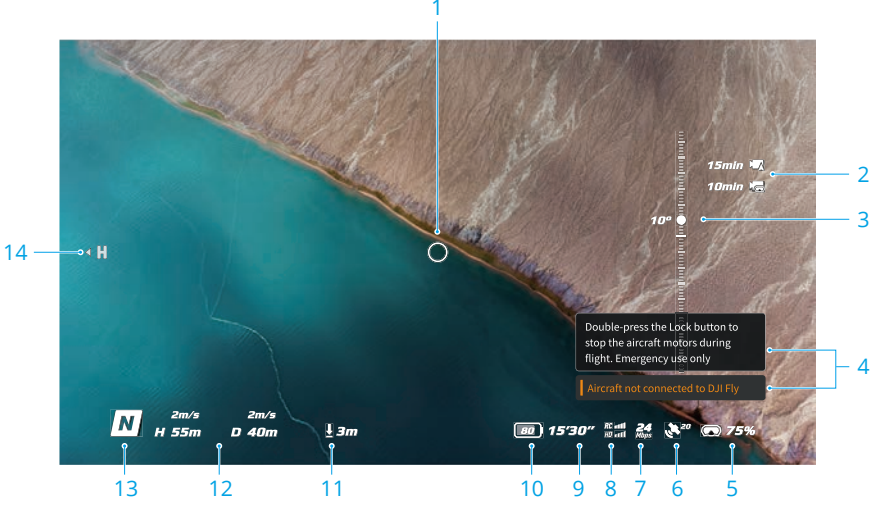 1
15min
10min
2
10°
3
14
H
Double-press the Lock button to
stop the aircraft motors during
flight. Emergency use only
4
Aircraft not connected to DJI Fly
N
2m/s
2m/s
H 55m
D 40m
3m
80
15'30"
RC
HD
24
Mbps
20
75%
13
12
11
10
9
8
7
6
5